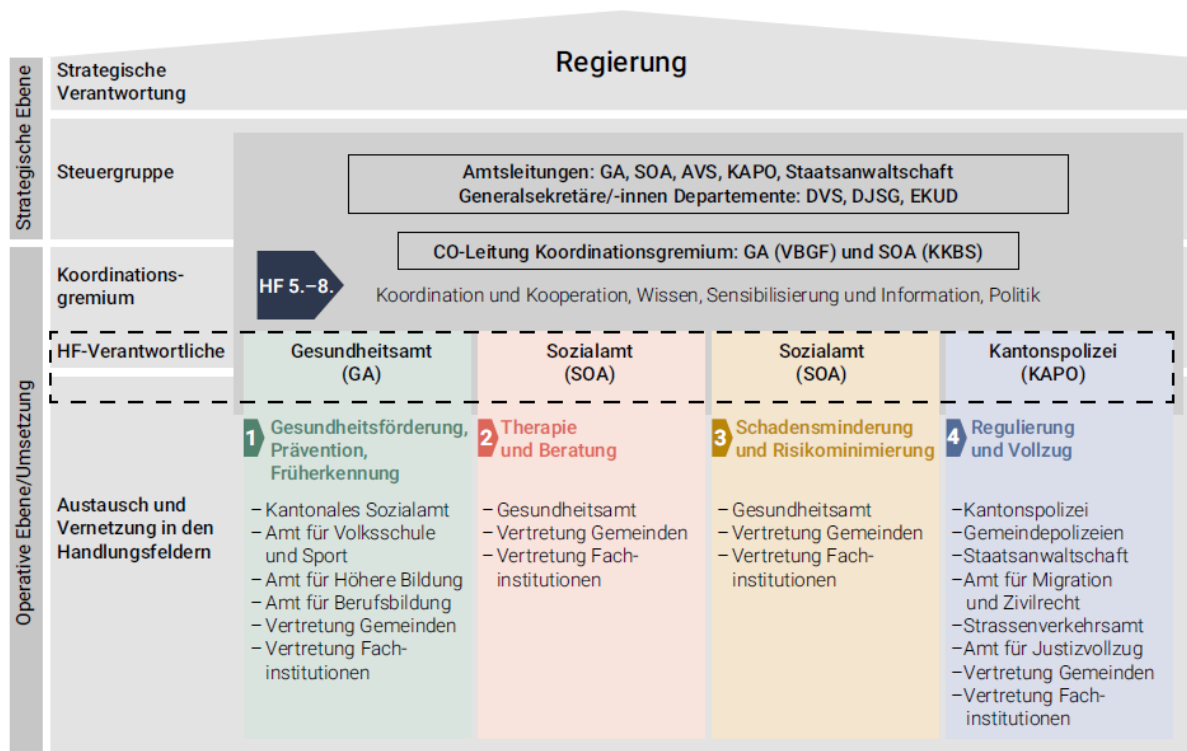 Regierung
Strategische Ebene
Strategische
Verantwortung
Steuergruppe
Amtsleitungen: GA, SOA, AVS, KAPO, Staatsanwaltschaft
Generalsekretäre/-innen Departemente: DVS, DJSG, EKUD
Operative Ebene/Umsetzung
Koordinations-
gremium
CO-Leitung Koordinationsgremium: GA (VBGF) und SOA (KKBS)
HF 5.–8.
Koordination und Kooperation, Wissen, Sensibilisierung und Information, Politik
HF-Verantwortliche
Gesundheitsamt
(GA)
Sozialamt
(SOA)
Sozialamt
(SOA)
Kantonspolizei
(KAPO)
Austausch und
Vernetzung in den
Handlungsfeldern
1 Gesundheitsförderung,
Prävention,
Früherkennung
– Kantonales Sozialamt
– Amt für Volksschule
und Sport
– Amt für Höhere Bildung
– Amt für Berufsbildung
– Vertretung Gemeinden
– Vertretung Fach-
institutionen
2 Therapie
und Beratung
– Gesundheitsamt
– Vertretung Gemeinden
– Vertretung Fach-
institutionen
3 Schadensminderung
und Risikominimierung
– Gesundheitsamt
– Vertretung Gemeinden
– Vertretung Fach-
institutionen
4 Regulierung
und Vollzug
– Kantonspolizei
– Gemeindepolizeien
– Staatsanwaltschaft
– Amt für Migration
und Zivilrecht
– Strassenverkehrsamt
– Amt für Justizvollzug
– Vertretung Gemeinden
– Vertretung Fach-
institutionen